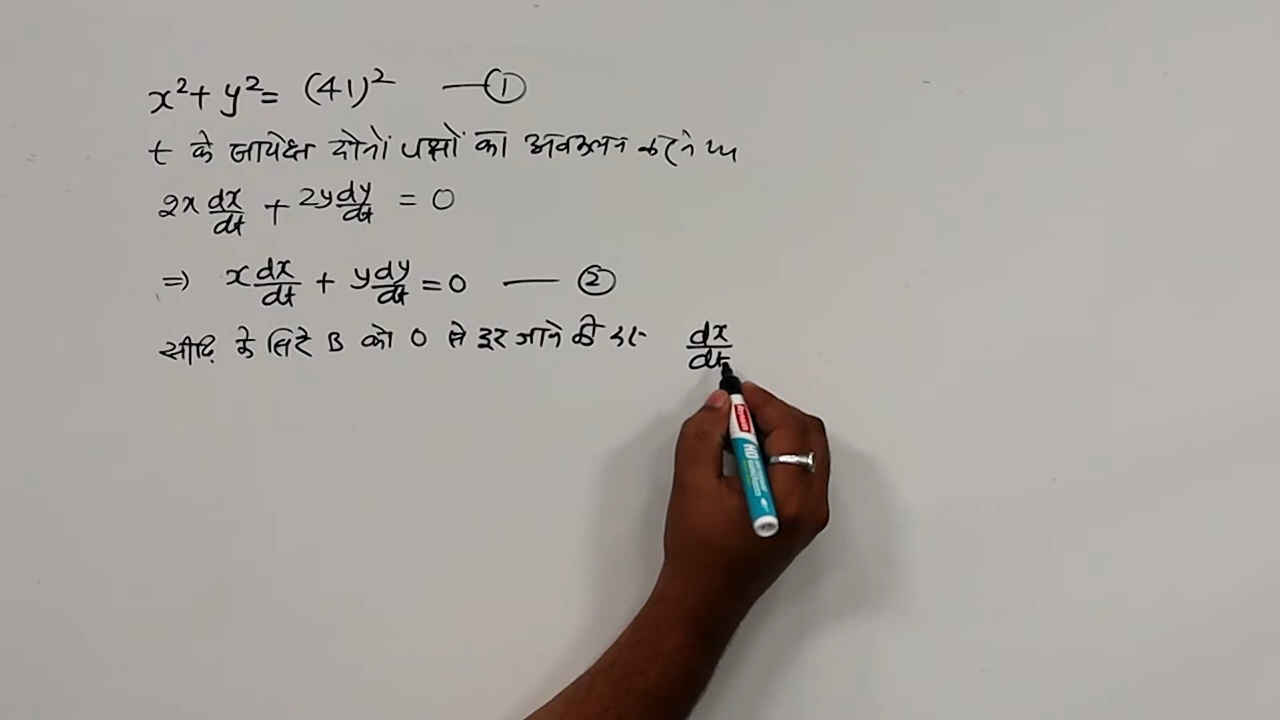 x² + y² = (41)² — ①
t के सापेक्ष दोनों पक्षों का अवकलन करने पर
2x dx/dt + 2y dy/dt = 0
⇒ x dx/dt + y dy/dt = 0 — ②
सीढ़ि के सिरे B को O से दूर जाने की दर dx/dt